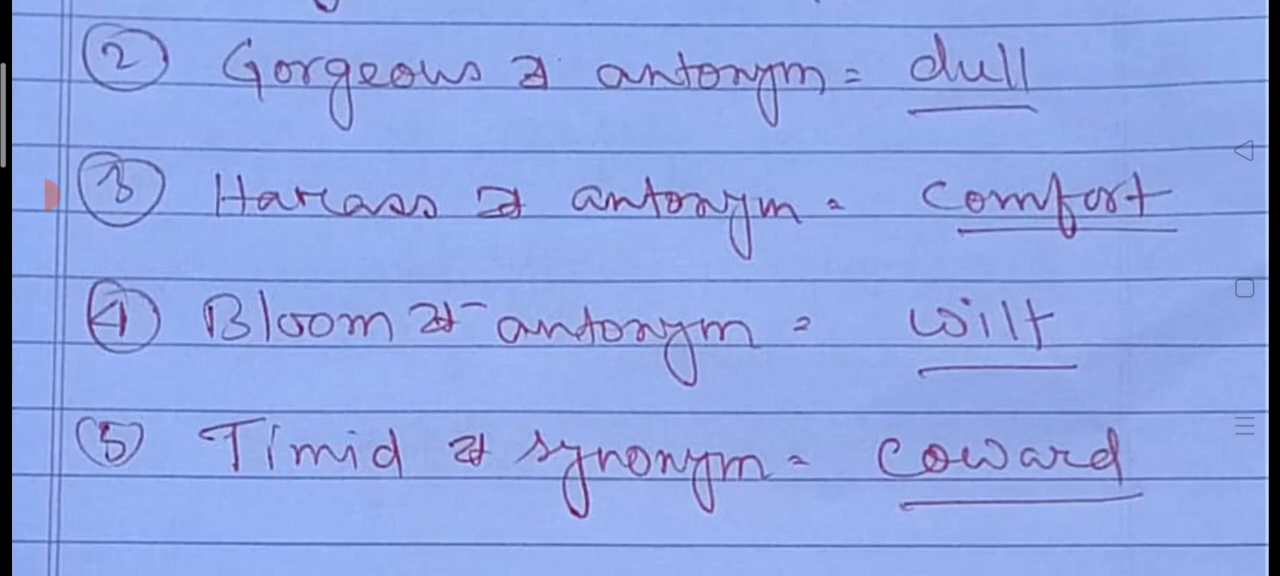 ② Gorgeous র antonym = dull
③ Harass র antonym = comfort
④ Bloom র antonym = wilt
⑤ Timid র synonym = coward